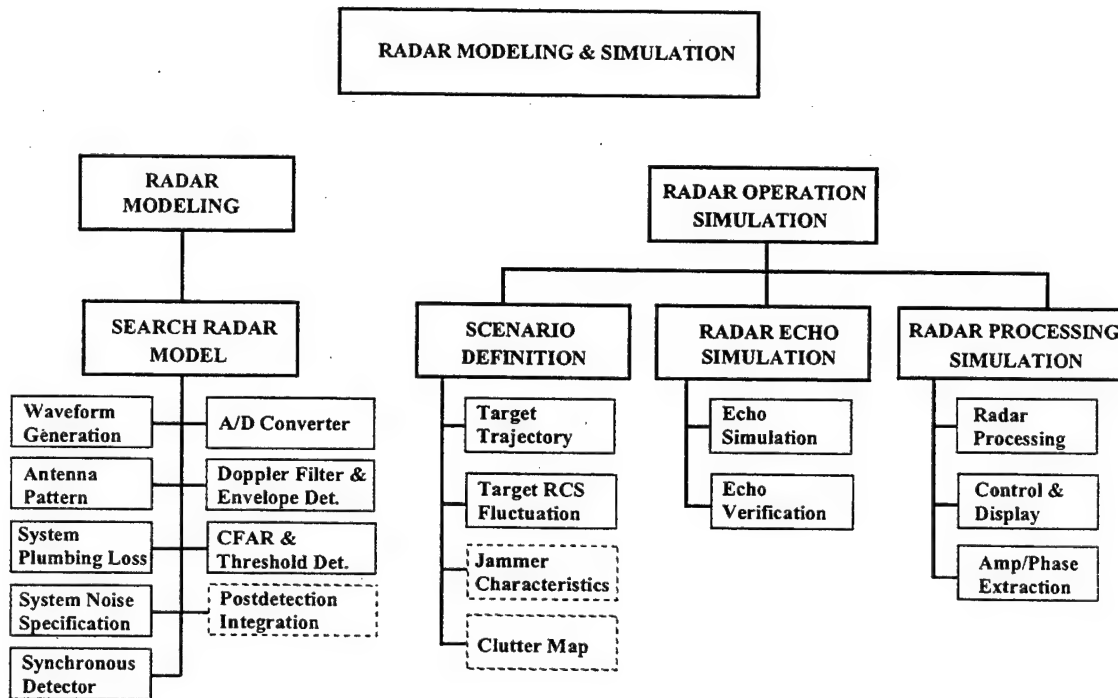 RADAR MODELING & SIMULATION
RADAR
MODELING
RADAR OPERATION
SIMULATION
SEARCH RADAR
MODEL
SCENARIO
DEFINITION
RADAR ECHO
SIMULATION
RADAR PROCESSING
SIMULATION
Waveform
Generation
A/D Converter
Antenna
Pattern
Doppler Filter &
Envelope Det.
System
Plumbing Loss
CFAR &
Threshold Det.
System Noise
Specification
Postdetection
Integration
Synchronous
Detector
Target
Trajectory
Target RCS
Fluctuation
Jammer
Characteristics
Clutter Map
Echo
Simulation
Echo
Verification
Radar
Processing
Control &
Display
Amp/Phase
Extraction